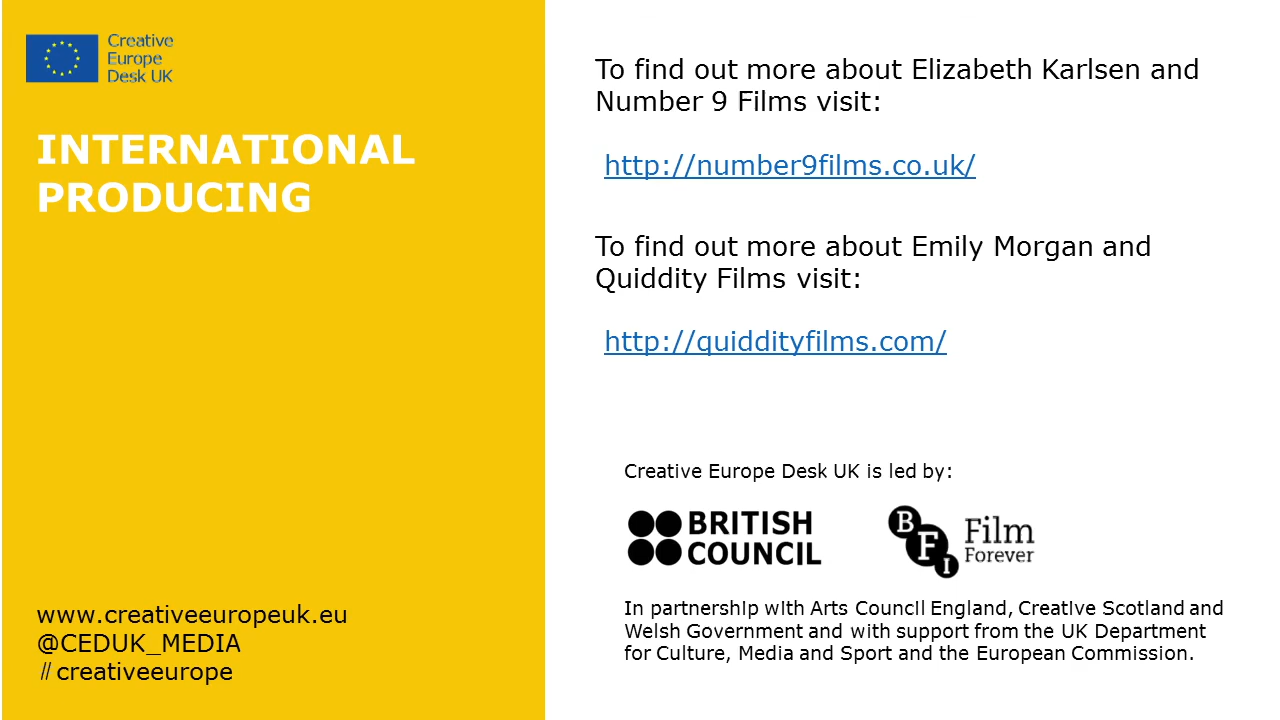 Creative
Europe
Desk UK
INTERNATIONAL
PRODUCING
www.creativeeuropeuk.eu
@CEDUK_MEDIA
//creativeeurope
To find out more about Elizabeth Karlsen and
Number 9 Films visit:
http://number9films.co.uk/
To find out more about Emily Morgan and
Quiddity Films visit:
http://quiddityfilms.com/
Creative Europe Desk UK is led by:
BRITISH
COUNCIL
BFI
Film
Forever
In partnership with Arts Council England, Creative Scotland and
Welsh Government and with support from the UK Department
for Culture, Media and Sport and the European Commission.